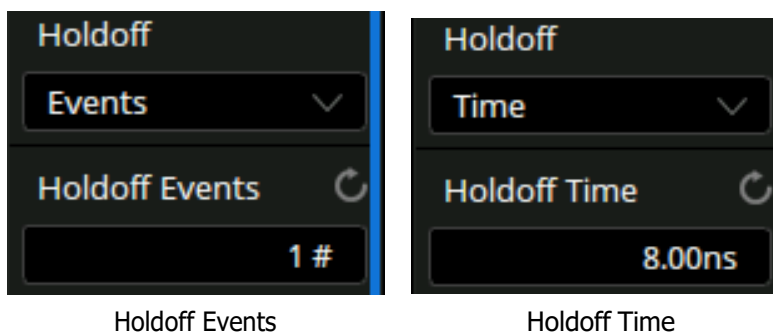 Holdoff
Events
Holdoff Events
1 #
Holdoff Events
Holdoff
Time
Holdoff Time
8.00ns
Holdoff Time